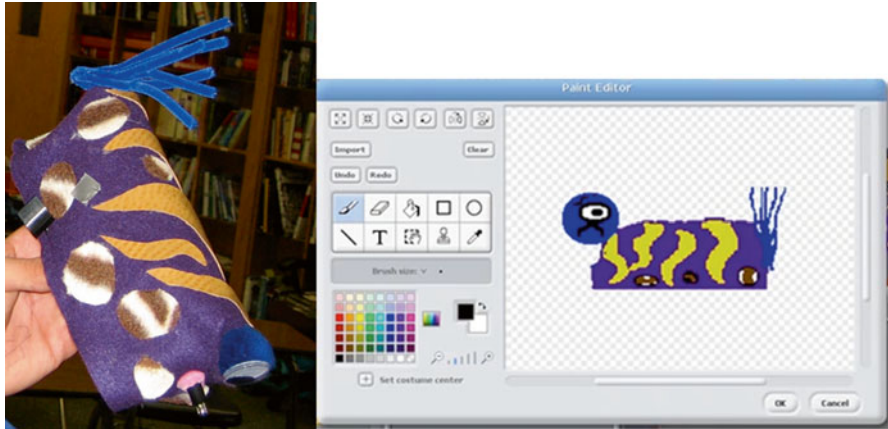 Paint Editor
Import Clear
Undo Redo
T
Brush size:
Set costume center
OK Cancel